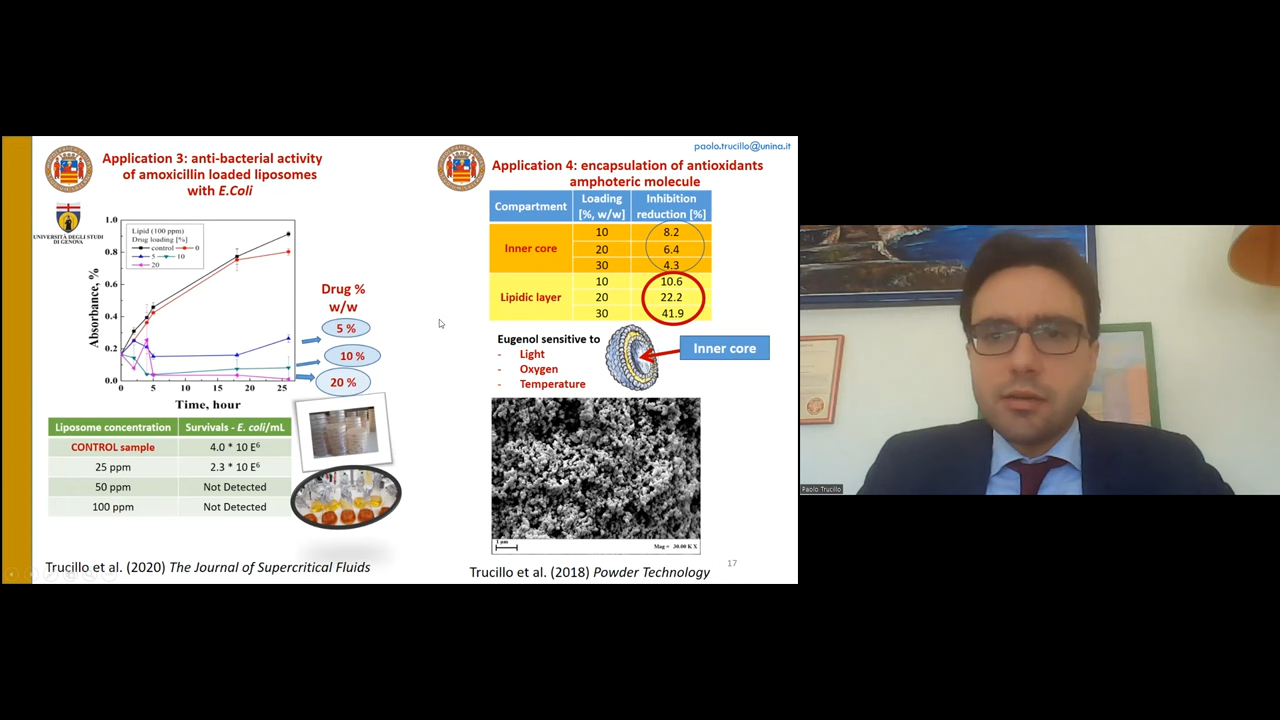 Application 3: anti-bacterial activity
of amoxicillin loaded liposomes
with E.Coli
UNIVERSITÀ DEGLI STUDI
DI GENOVA
Absorbance, %
1.0
0.8
0.6
0.4
0.2
0.0
Lipid (100 ppm)
Drug loading [%]
control 0
5 10
20
0 5 10 15 20 25
Time, hour
Drug %
w/w
5 %
10 %
20 %
Liposome concentration Survivals - E. coli/mL
CONTROL sample 4.0 * 10 E⁶
25 ppm 2.3 * 10 E⁶
50 ppm Not Detected
100 ppm Not Detected
Trucillo et al. (2020) The Journal of Supercritical Fluids
paolo.trucillo@unina.it
Application 4: encapsulation of antioxidants
amphoteric molecule
Compartment Loading [%, w/w] Inhibition reduction [%]
Inner core
10 8.2
20 6.4
30 4.3
Lipidic layer
10 10.6
20 22.2
30 41.9
Eugenol sensitive to
- Light
- Oxygen
- Temperature
Inner core
1 µm
Mag = 30.00 K X
Trucillo et al. (2018) Powder Technology
17
Paolo Trucillo